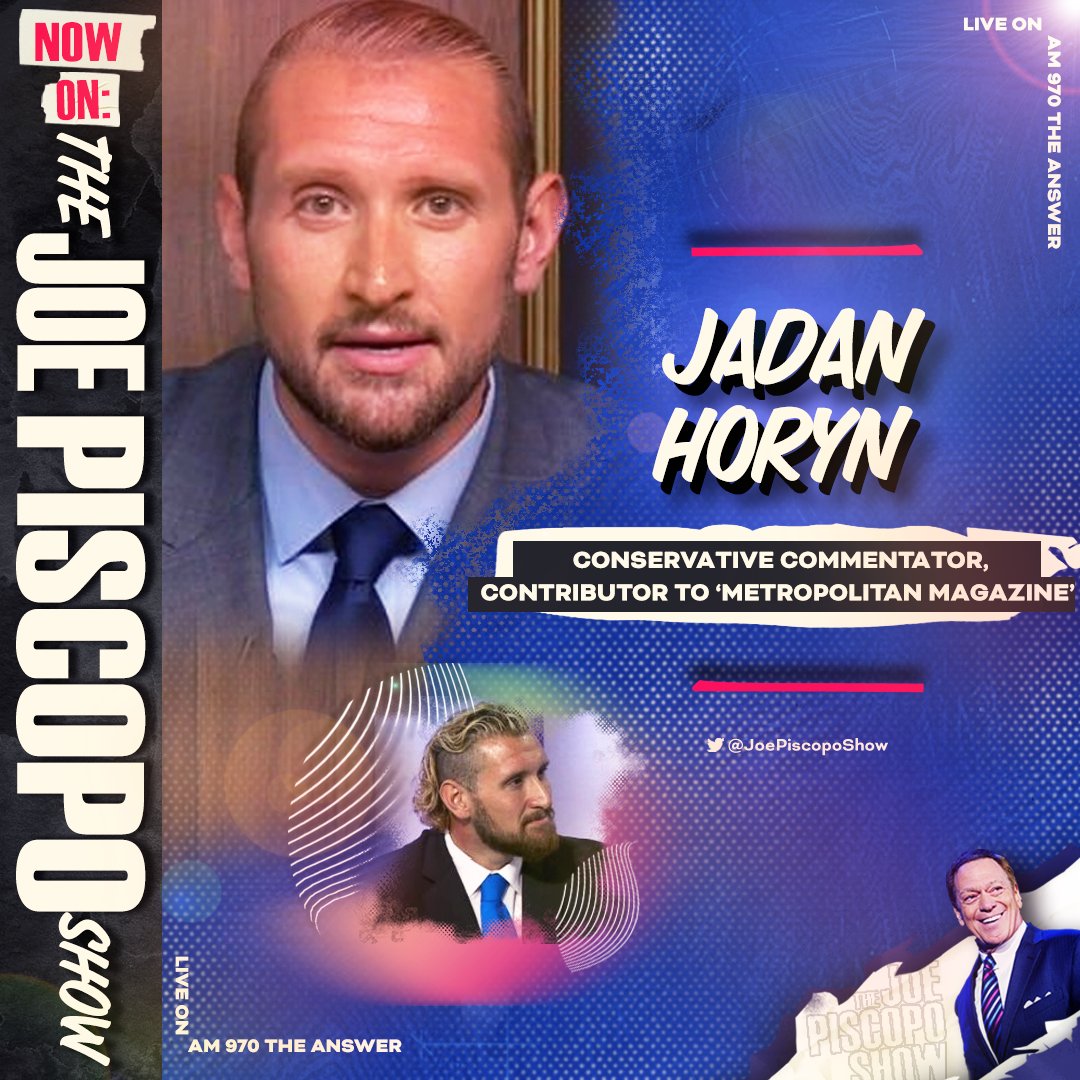 NOW
ON:
THE
JOE PISCOPO
SHOW
LIVE ON
AM 970 THE ANSWER
JADAN
HORYN
CONSERVATIVE COMMENTATOR,
CONTRIBUTOR TO ‘METROPOLITAN MAGAZINE’
@JoePiscopoShow
LIVE ON
AM 970 THE ANSWER
THE JOE
PISCOPO
SHOW